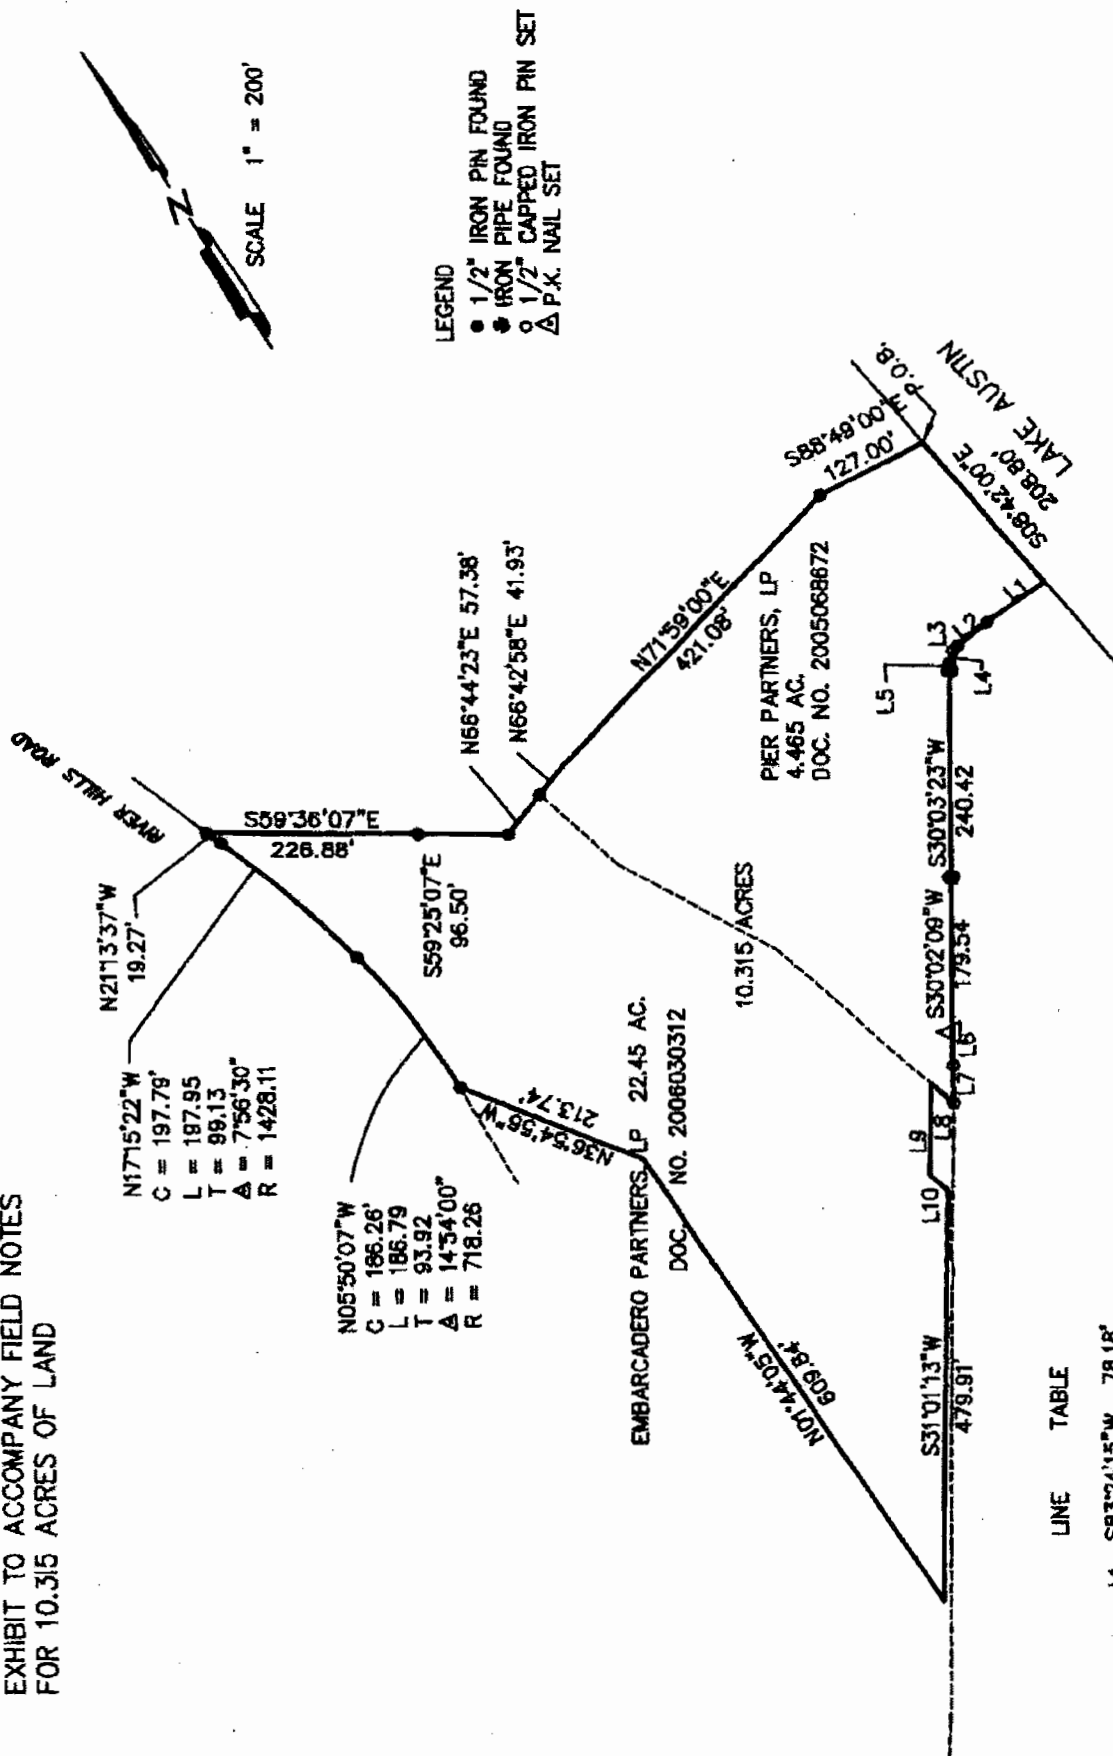 EXHIBIT TO ACCOMPANY FIELD NOTES
FOR 10.315 ACRES OF LAND
N
SCALE 1" = 200'
LEGEND
1/2" IRON PIN FOUND
IRON PIPE FOUND
1/2" CAPPED IRON PIN SET
P.K. NAIL SET
RIVER HILLS ROAD
N21°13'37"W
19.27'
N17°15'22"W
C = 197.79'
L = 197.95
T = 99.13
Δ = 7°56'30"
R = 1428.11
N05°50'07"W
C = 186.26'
L = 186.79
T = 93.92
Δ = 14°54'00"
R = 718.26
S59°36'07"E
226.88'
S59°25'07"E
96.50'
N66°44'23"E 57.38'
N66°42'58"E 41.93'
N71°59'00"E
421.08'
S88°49'00"E
127.00'
P.O.B.
LAKE AUSTIN
S08°42'00"E
208.80'
PIER PARTNERS, LP
4.465 AC.
DOC. NO. 2005068672
10.315 ACRES
N36°54'56"W
213.74'
EMBARCADERO PARTNERS, LP 22.45 AC.
DOC. NO. 2006030312
N01°44'05"W
609.84'
L1
L2
L3
L4
L5
S30°03'23"W
240.42
S30°02'09"W
179.54
L6
L7
L8
L9
L10
S31°01'13"W
479.91'
LINE TABLE
L1 S83°24'15"W 78.18'